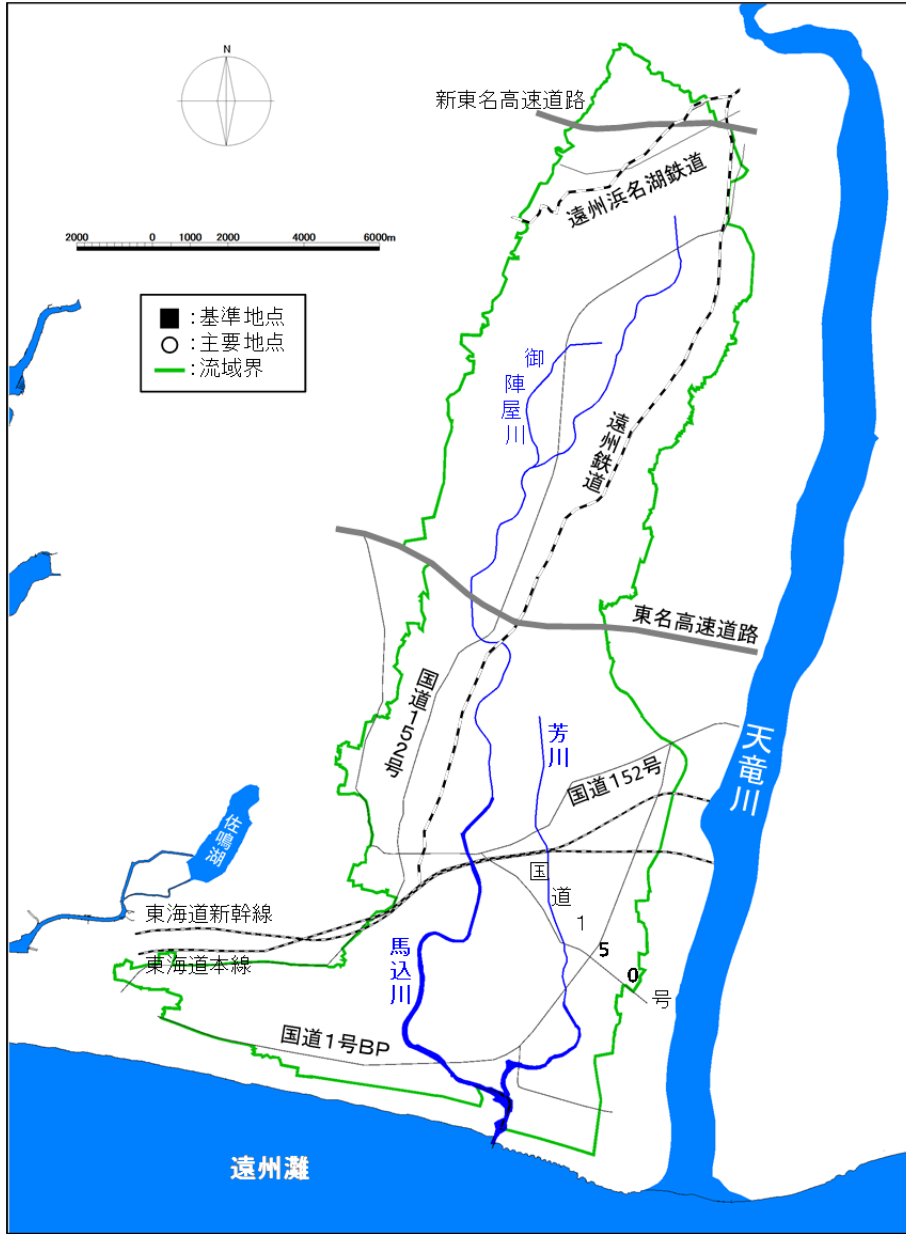 N
新東名高速道路
遠州浜名湖鉄道
2000 0 1000 2000 4000 6000m
■ : 基準地点
○ : 主要地点
: 流域界
御陣屋川
遠州鉄道
東名高速道路
国道152号
芳川
国道152号
天竜川
佐鳴湖
国道150号
東海道新幹線
東海道本線
馬込川
国道1号BP
遠州灘